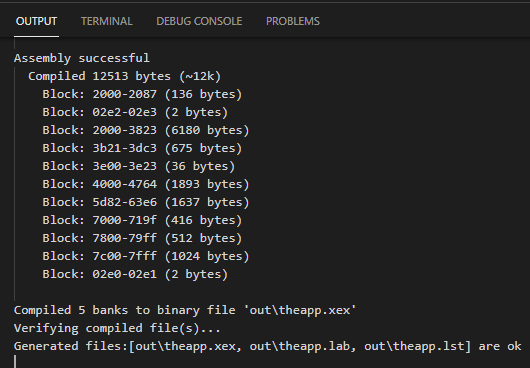 OUTPUT TERMINAL DEBUG CONSOLE PROBLEMS
Assembly successful
Compiled 12513 bytes (~12k)
Block: 2000-2087 (136 bytes)
Block: 02e2-02e3 (2 bytes)
Block: 2000-3823 (6180 bytes)
Block: 3b21-3dc3 (675 bytes)
Block: 3e00-3e23 (36 bytes)
Block: 4000-4764 (1893 bytes)
Block: 5d82-63e6 (1637 bytes)
Block: 7000-719f (416 bytes)
Block: 7800-79ff (512 bytes)
Block: 7c00-7fff (1024 bytes)
Block: 02e0-02e1 (2 bytes)
Compiled 5 banks to binary file 'out\theapp.xex'
Verifying compiled file(s)...
Generated files:[out\theapp.xex, out\theapp.lab, out\theapp.lst] are ok